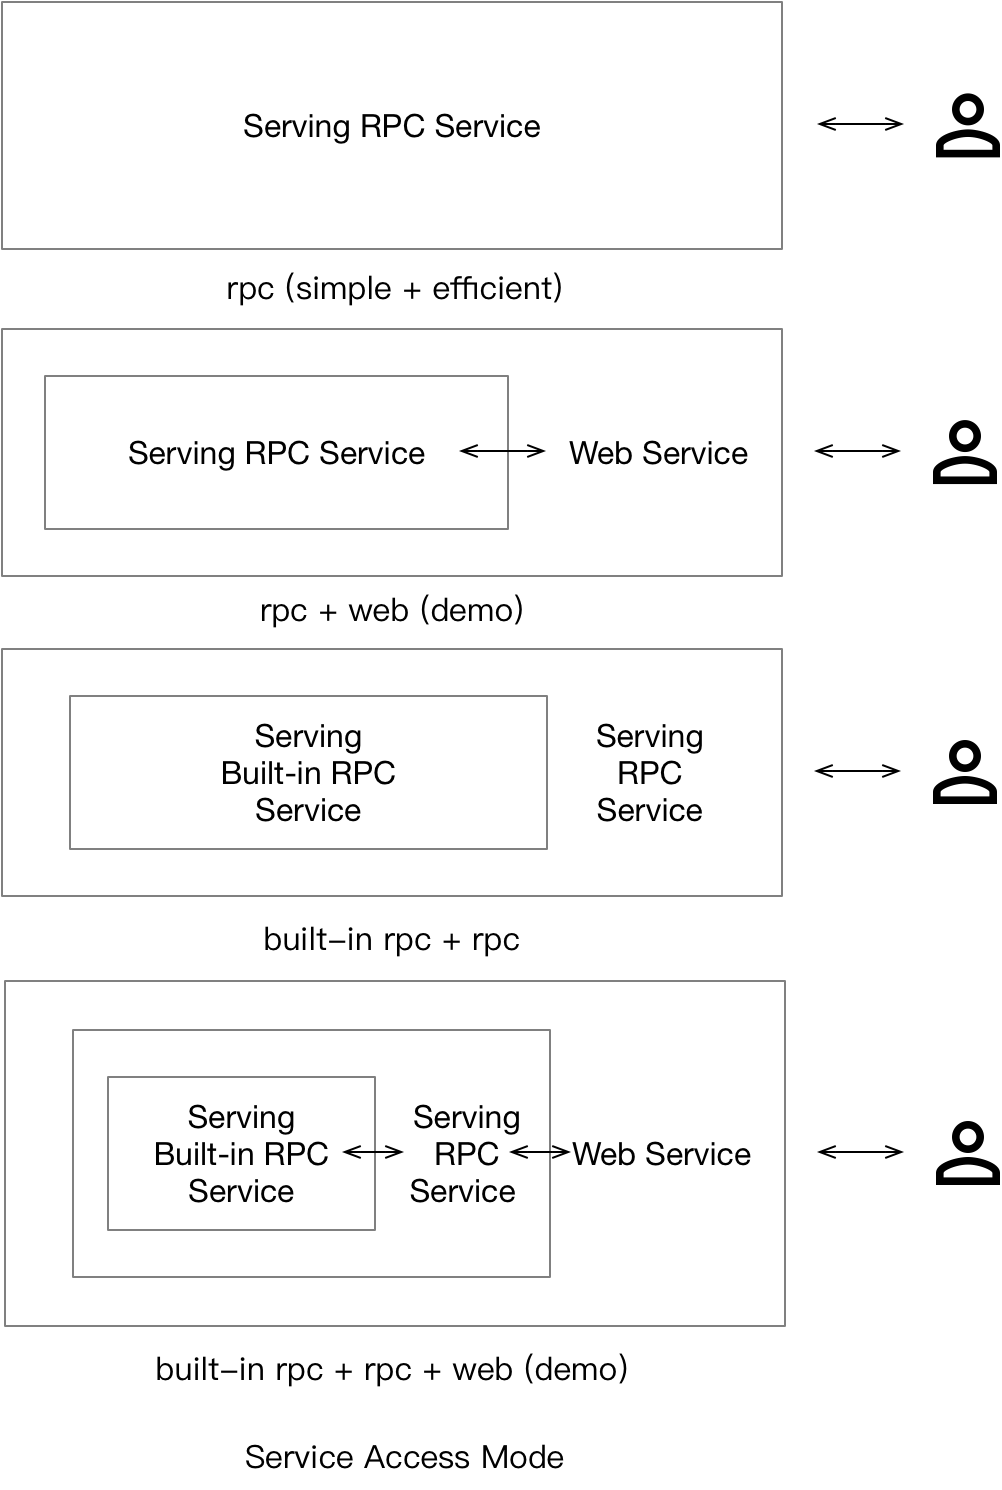 Serving RPC Service
rpc (simple + efficient)
Serving RPC Service
Web Service
rpc + web (demo)
Serving
Built-in RPC
Service
Serving
RPC
Service
built–in rpc + rpc
Serving
Built-in RPC
Service
Serving
RPC
Service
Web Service
built–in rpc + rpc + web (demo)
Service Access Mode